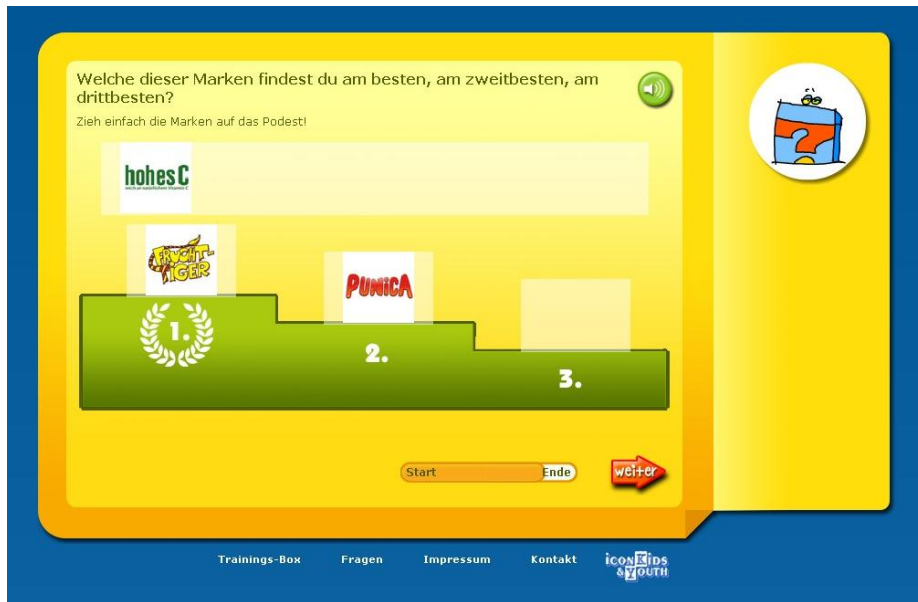 Welche dieser Marken findest du am besten, am zweitbesten, am
drittbesten?
Zieh einfach die Marken auf das Podest!
hohes C
FRUCHT-
TIGER
PUNICA
1.
2.
3.
Start
Ende
weiter
?
Trainings-Box
Fragen
Impressum
Kontakt
iconKids
&Youth